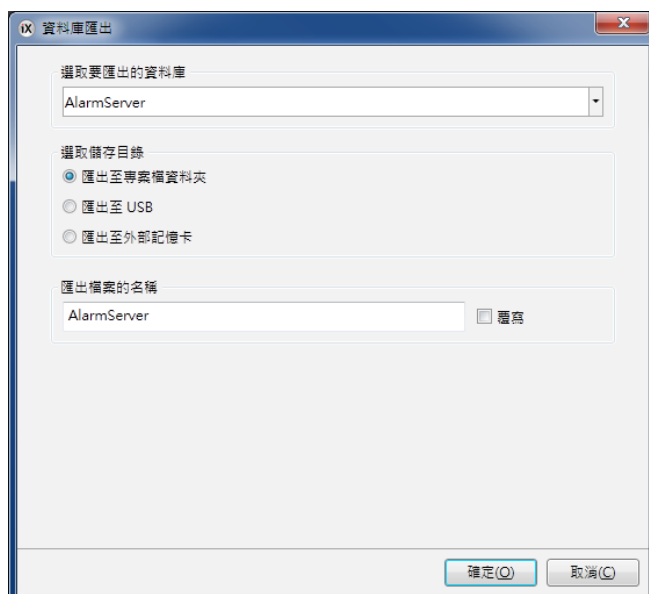 iX 資料庫匯出
選取要匯出的資料庫
AlarmServer
選取儲存目錄
匯出至專案檔資料夾
匯出至 USB
匯出至外部記憶卡
匯出檔案的名稱
AlarmServer 覆寫
確定(O) 取消(C)